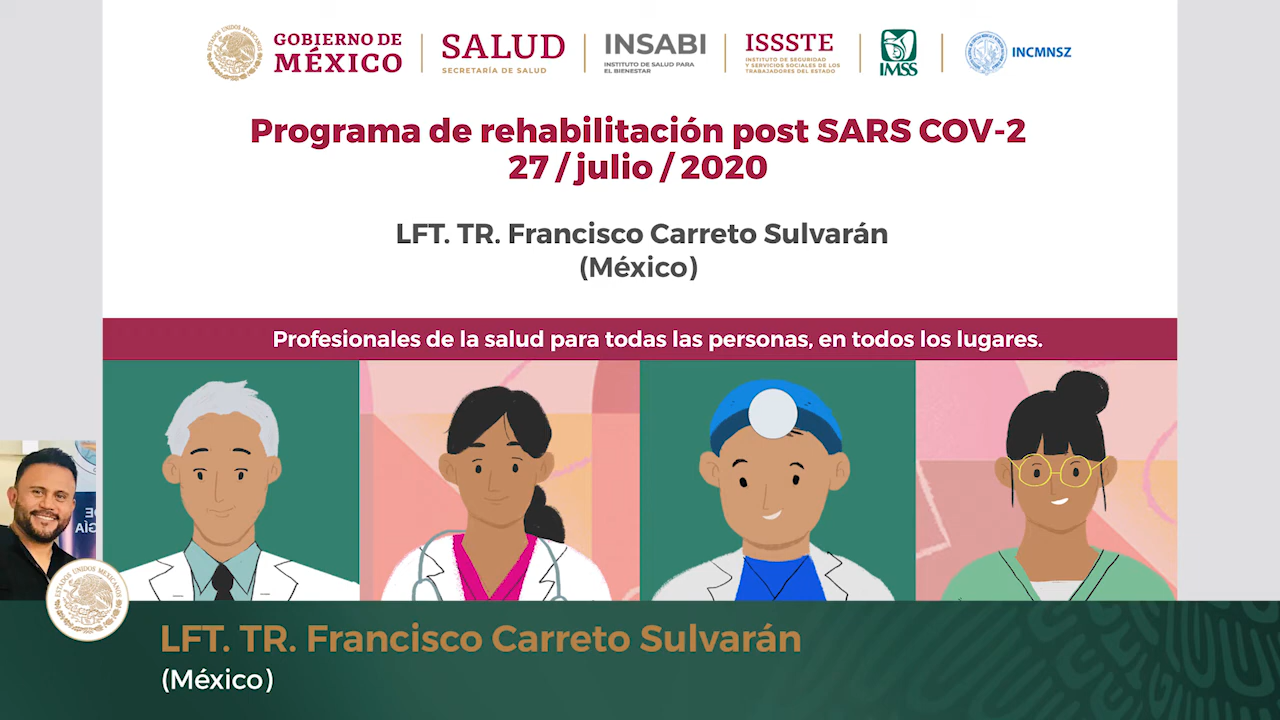 GOBIERNO DE
MÉXICO
SALUD
SECRETARÍA DE SALUD
INSABI
INSTITUTO DE SALUD PARA
EL BIENESTAR
ISSSTE
INSTITUTO DE SEGURIDAD
Y SERVICIOS SOCIALES DE LOS
TRABAJADORES DEL ESTADO
IMSS
INCMNSZ
Programa de rehabilitación post SARS COV-2
27 / julio / 2020
LFT. TR. Francisco Carreto Sulvarán
(México)
Profesionales de la salud para todas las personas, en todos los lugares.
ESTADOS UNIDOS MEXICANOS
LFT. TR. Francisco Carreto Sulvarán
(México)